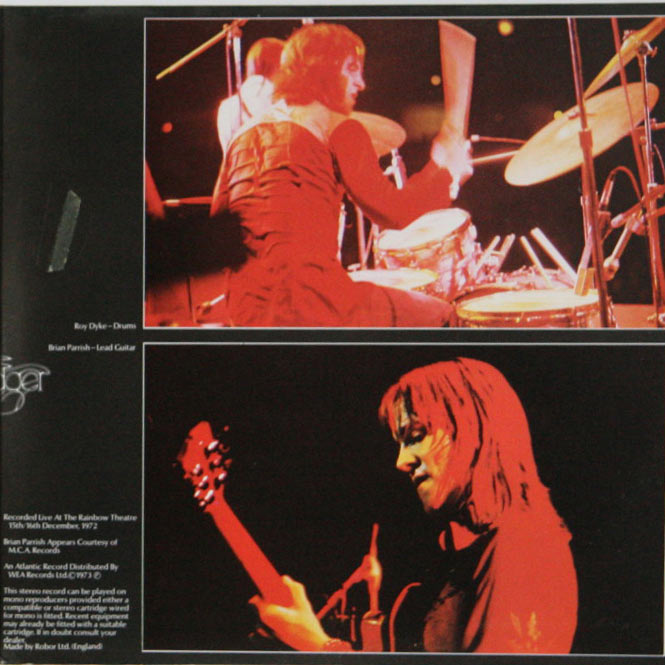 Roy Dyke – Drums
Brian Parrish – Lead Guitar
Recorded Live At The Rainbow Theatre
15th/16th December, 1972
Brian Parrish Appears Courtesy of
M.C.A. Records
An Atlantic Record Distributed By
WEA Records Ltd. © 1973 ℗
This stereo record can be played on
mono reproducers provided either a
compatible or stereo cartridge wired
for mono is fitted. Recent equipment
may already be fitted with a suitable
cartridge. If in doubt consult your
dealer.
Made by Robor Ltd. (England)